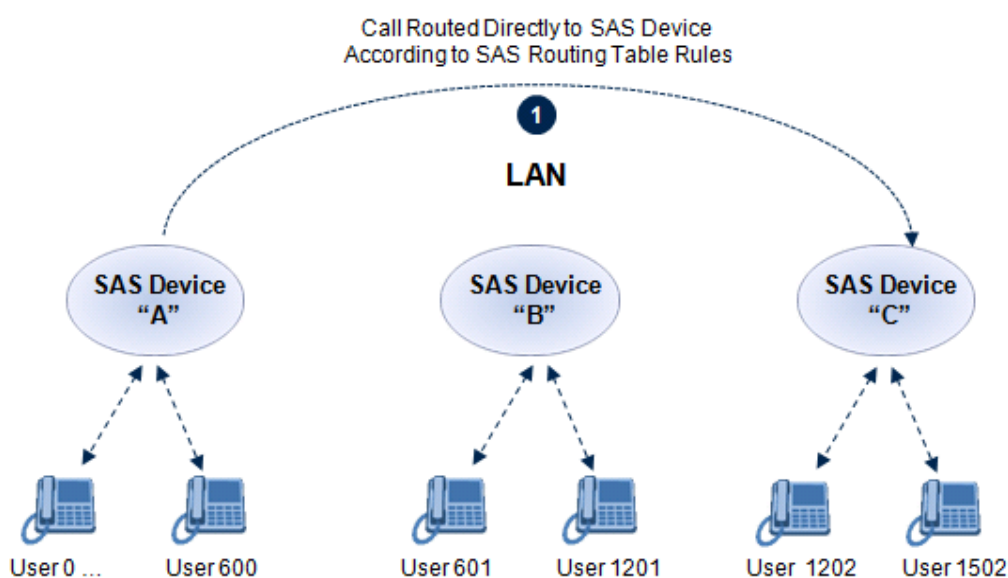 Call Routed Directly to SAS Device
According to SAS Routing Table Rules
1
LAN
SAS Device
“A”
SAS Device
“B”
SAS Device
“C”
User 0 ...
User 600
User 601
User 1201
User 1202
User 1502